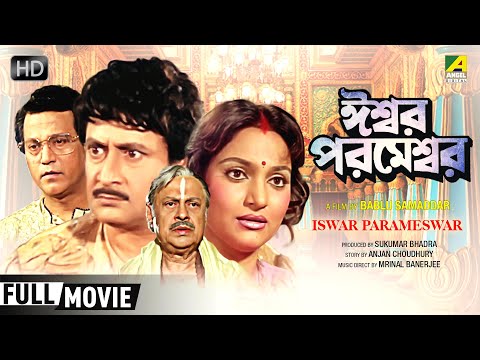 HD
ANGEL
ঈশ্বর
পরমেশ্বর
A FILM BY BABLU SAMADDAR
ISWAR PARAMESWAR
PRODUCED BY SUKUMAR BHADRA
STORY BY ANJAN CHOUDHURY
MUSIC DIRECT BY MRINAL BANERJEE
FULL MOVIE